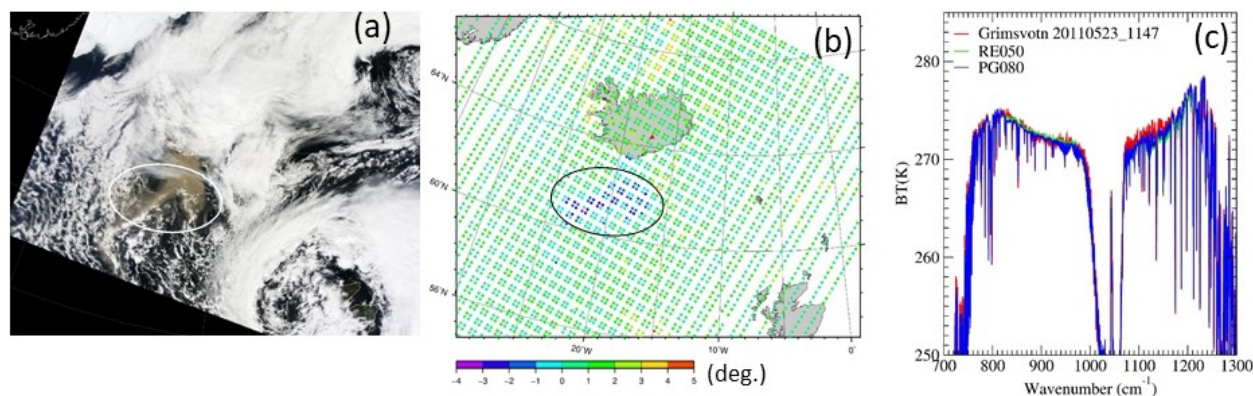 (a)
(b)
64˚N
60˚N
56˚N
20˚W
10˚W
0˚
-4 -3 -2 -1 0 1 2 3 4 5
(deg.)
(c)
Grimsvotn 20110523_1147
RE050
PG080
BT(K)
280
270
260
250
700 800 900 1000 1100 1200 1300
Wavenumber (cm-1)